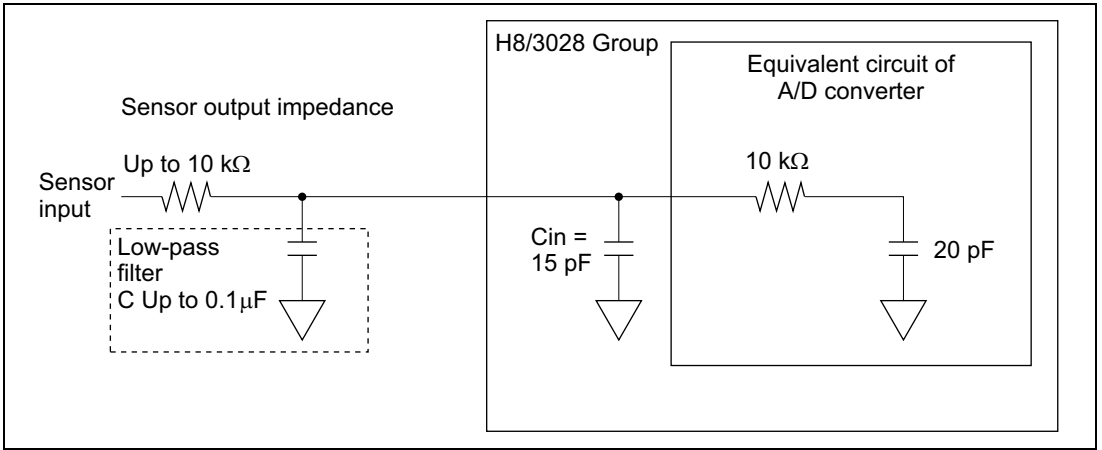 H8/3028 Group
Equivalent circuit of
A/D converter
Sensor output impedance
Up to 10 kΩ
10 kΩ
Sensor
input
Low-pass
filter
C Up to 0.1μF
Cin =
15 pF
20 pF